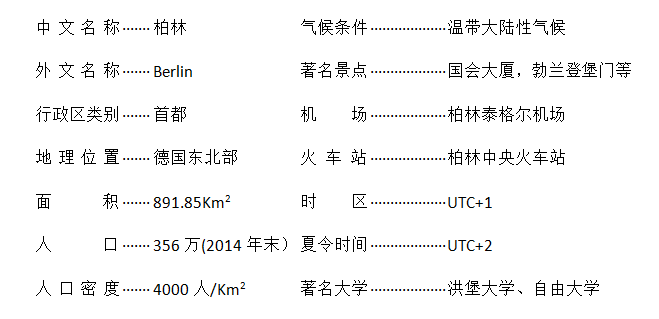 中文名称·······柏林 气候条件···················温带大陆性气候
外文名称·······Berlin 著名景点···················国会大厦，勃兰登堡门等
行政区类别·······首都 机场···················柏林泰格尔机场
地理位置·······德国东北部 火车站···················柏林中央火车站
面积·······891.85Km² 时区···················UTC+1
人口·······356 万(2014 年末） 夏令时间···················UTC+2
人口密度·······4000 人/Km² 著名大学···················洪堡大学、自由大学